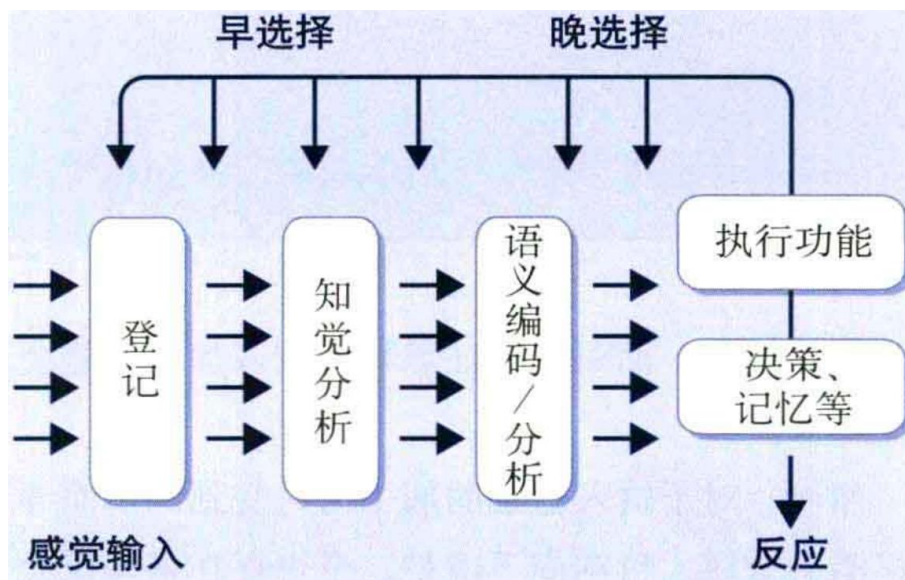 早选择
晚选择
登记
知觉分析
语义编码/分析
执行功能
决策、
记忆等
感觉输入
反应